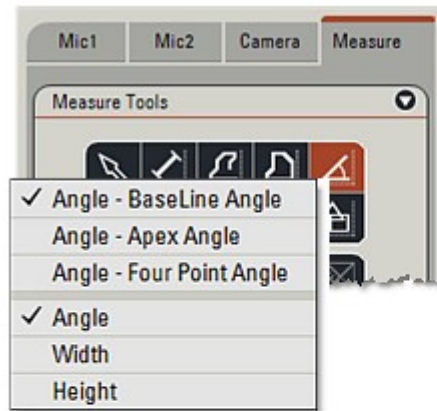 Mic1 Mic2 Camera Measure
Measure Tools
✓ Angle - BaseLine Angle
Angle - Apex Angle
Angle - Four Point Angle
✓ Angle
Width
Height